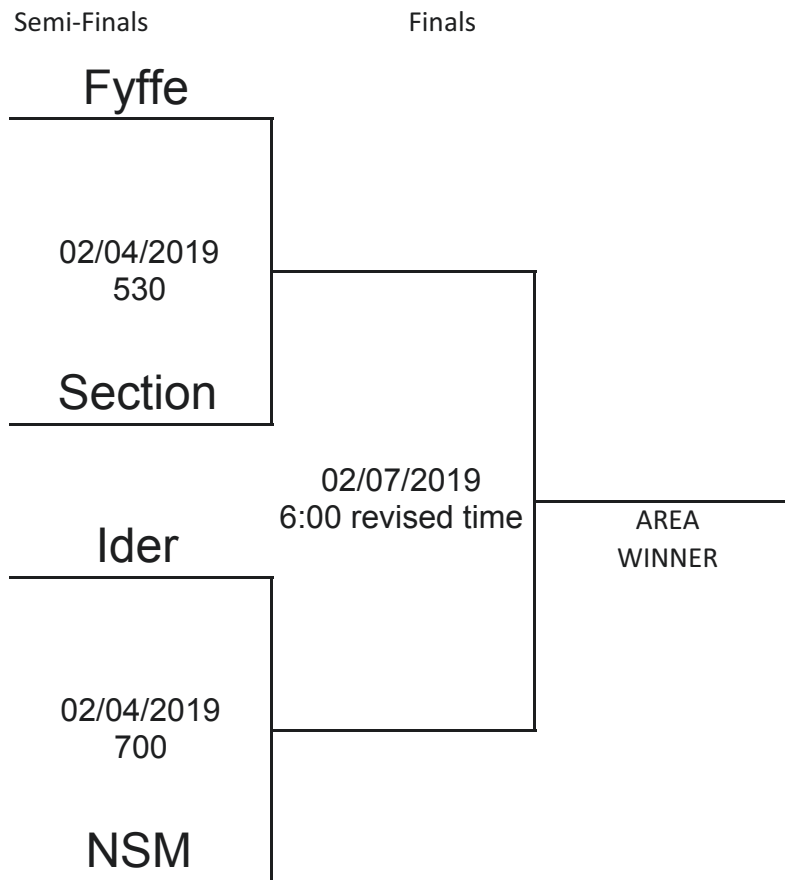 Semi-Finals
Finals
Fyffe
02/04/2019
530
Section
02/07/2019
6:00 revised time
AREA
WINNER
Ider
02/04/2019
700
NSM